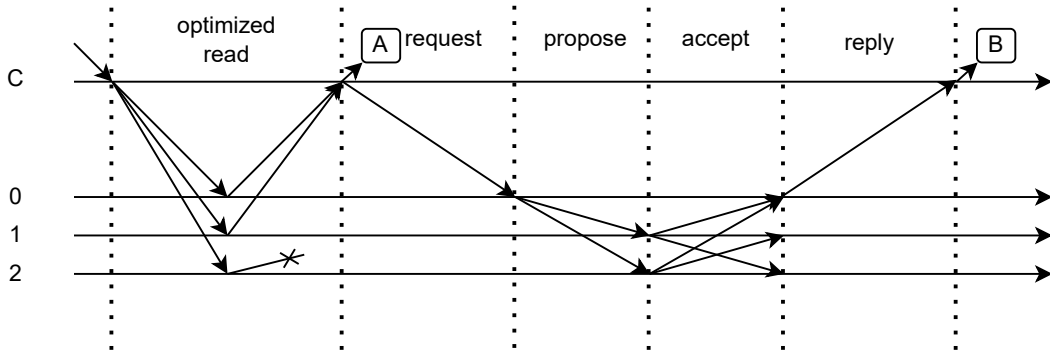 optimized
read
A
request
propose
accept
reply
B
C
0
1
2